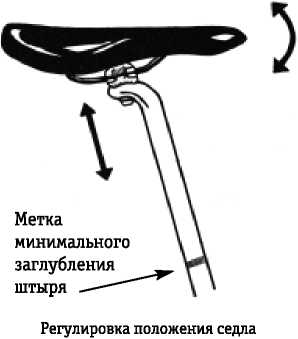 Метка
минимального
заглубления
штыря
Регулировка положения седла